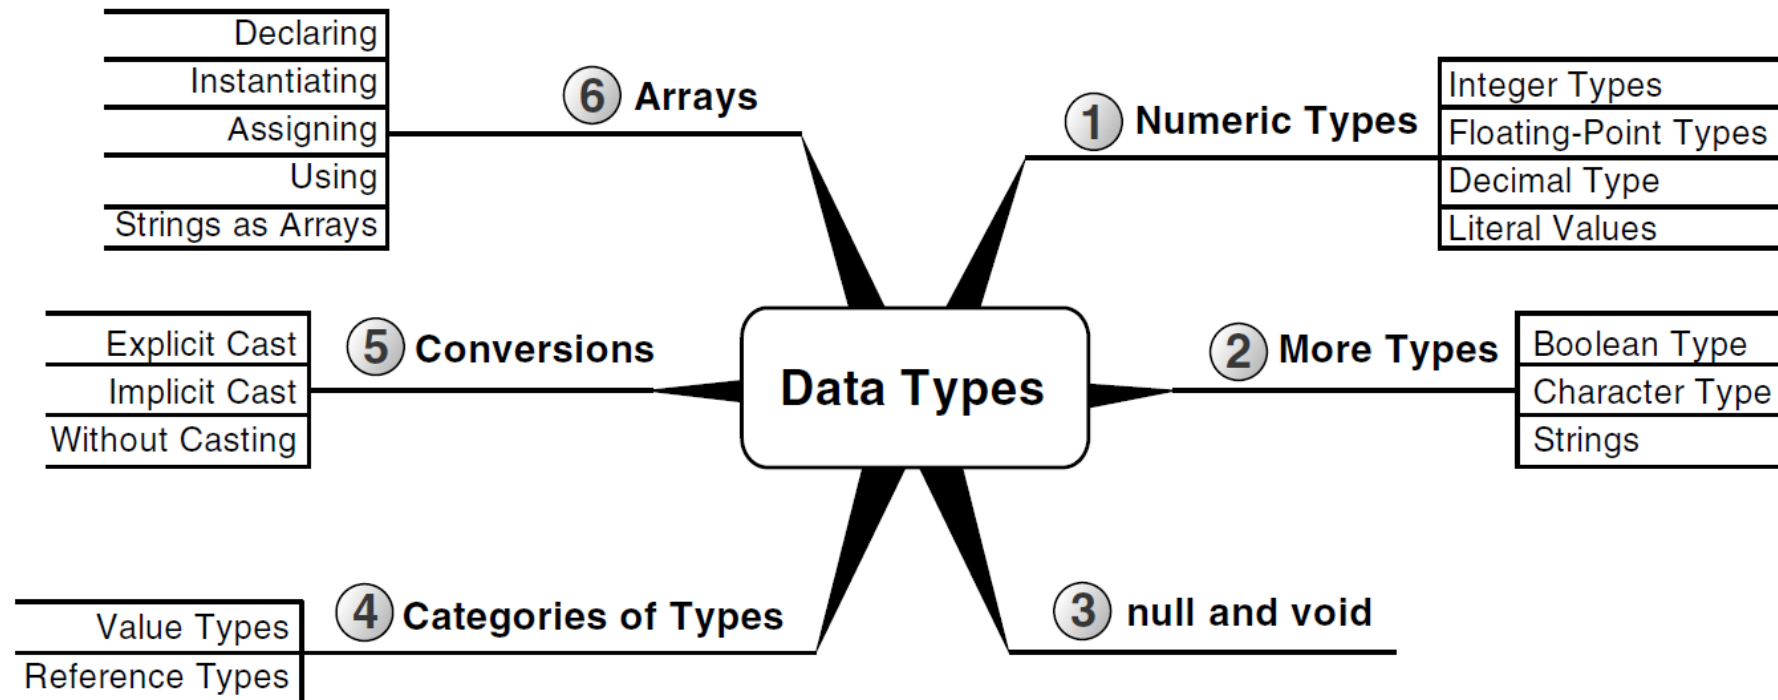 Data Types
1 Numeric Types
Integer Types
Floating-Point Types
Decimal Type
Literal Values
2 More Types
Boolean Type
Character Type
Strings
3 null and void
4 Categories of Types
Value Types
Reference Types
5 Conversions
Explicit Cast
Implicit Cast
Without Casting
6 Arrays
Declaring
Instantiating
Assigning
Using
Strings as Arrays